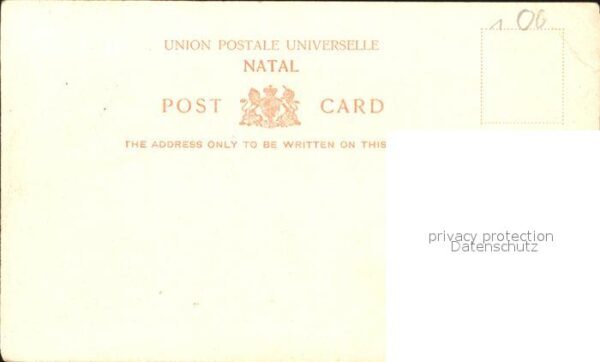 UNION POSTALE UNIVERSELLE
NATAL
POST CARD
THE ADDRESS ONLY TO BE WRITTEN ON THIS
1 06
privacy protection
Datenschutz